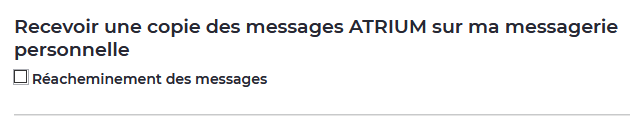 Recevoir une copie des messages ATRIUM sur ma messagerie
personnelle
Réacheminement des messages